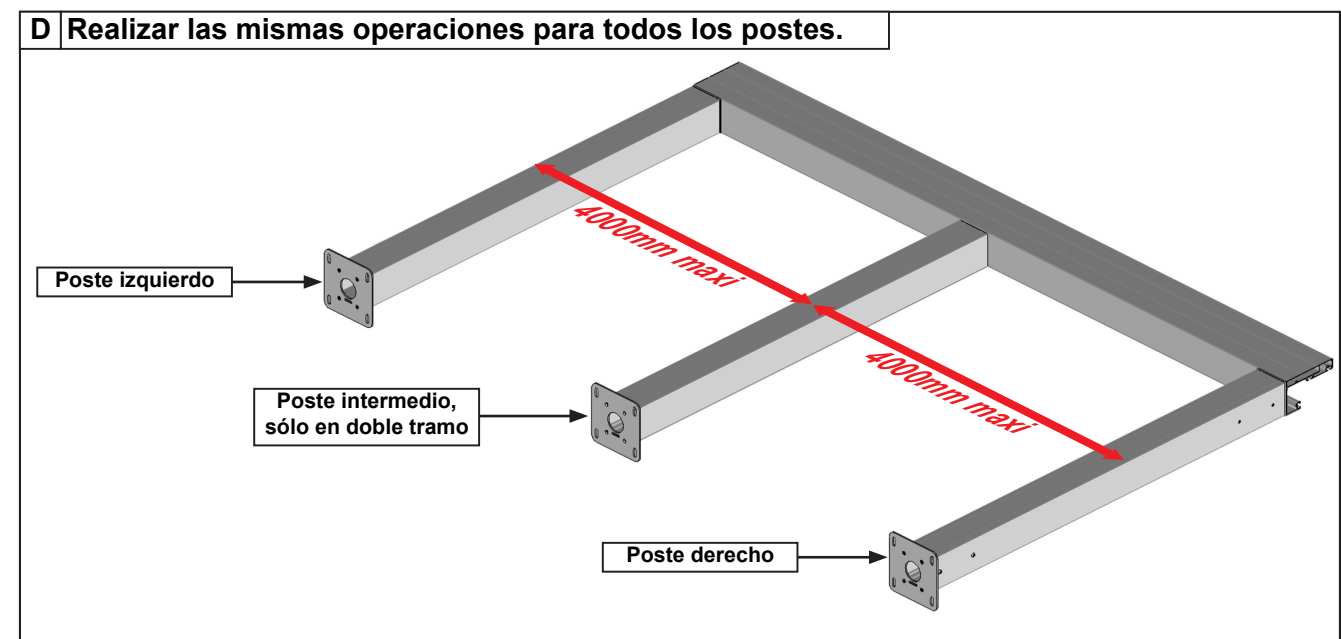 D Realizar las mismas operaciones para todos los postes.
4000mm maxi
Poste izquierdo
4000mm maxi
Poste intermedio,
sólo en doble tramo
Poste derecho